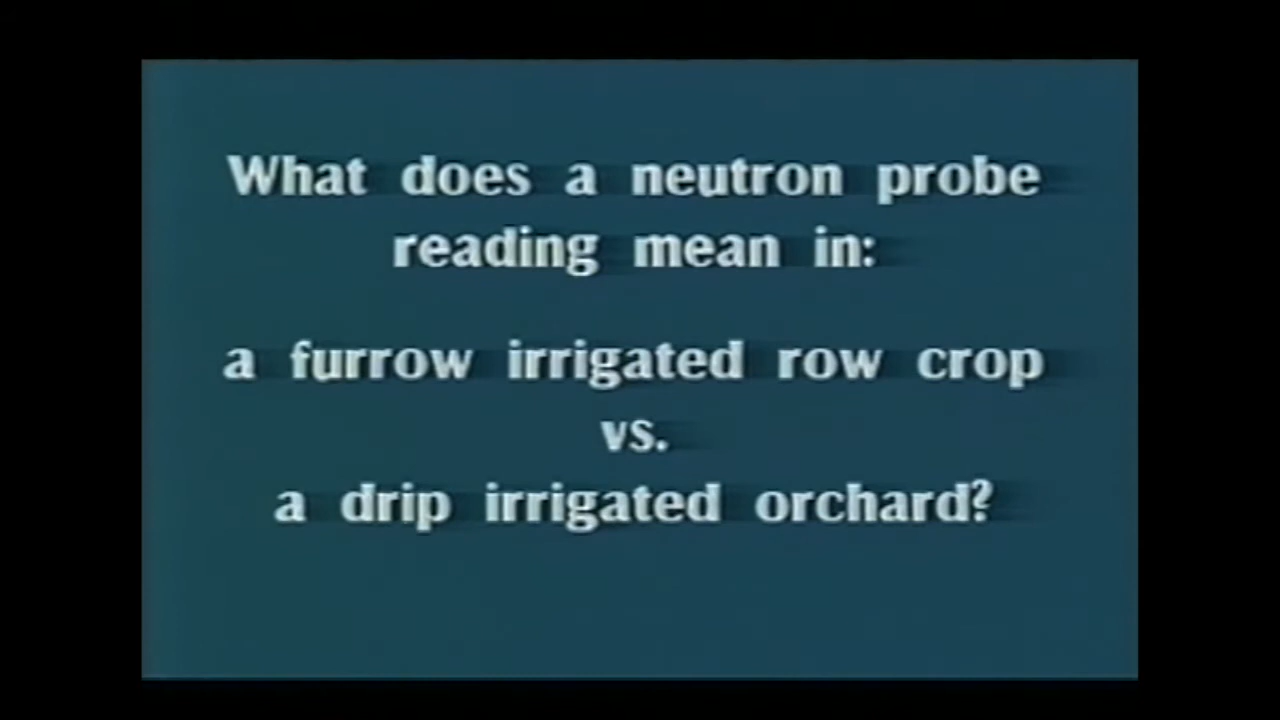 What does a neutron probe
reading mean in:
a furrow irrigated row crop
vs.
a drip irrigated orchard?